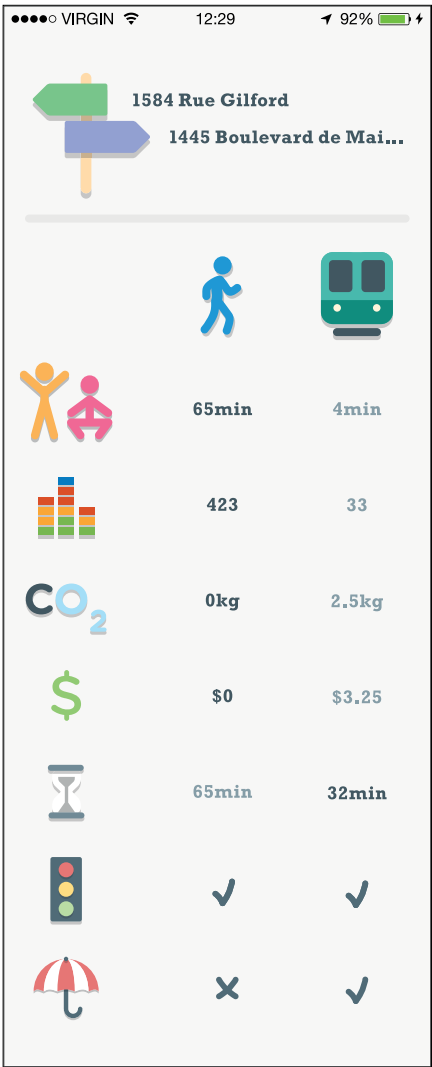 VIRGIN 12:29 92%
1584 Rue Gilford
1445 Boulevard de Mai...
65min 4min
423 33
CO2 0kg 2.5kg
$ $0 $3.25
65min 32min